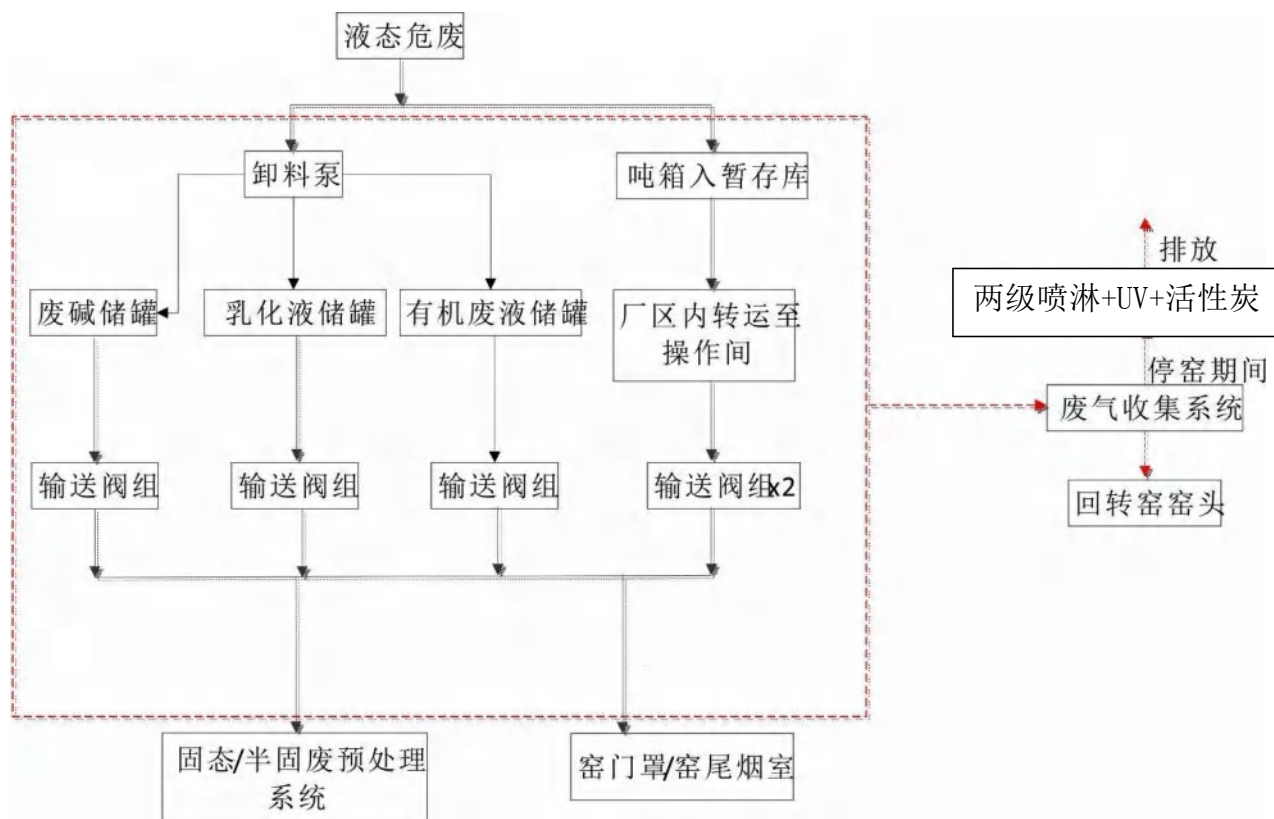 液态危废
卸料泵
吨箱入暂存库
排放
两级喷淋+UV+活性炭
废碱储罐
乳化液储罐
有机废液储罐
厂区内转运至
操作间
停窑期间
废气收集系统
输送阀组
输送阀组
输送阀组
输送阀组x2
回转窑窑头
固态/半固废预处理
系统
窑门罩/窑尾烟室